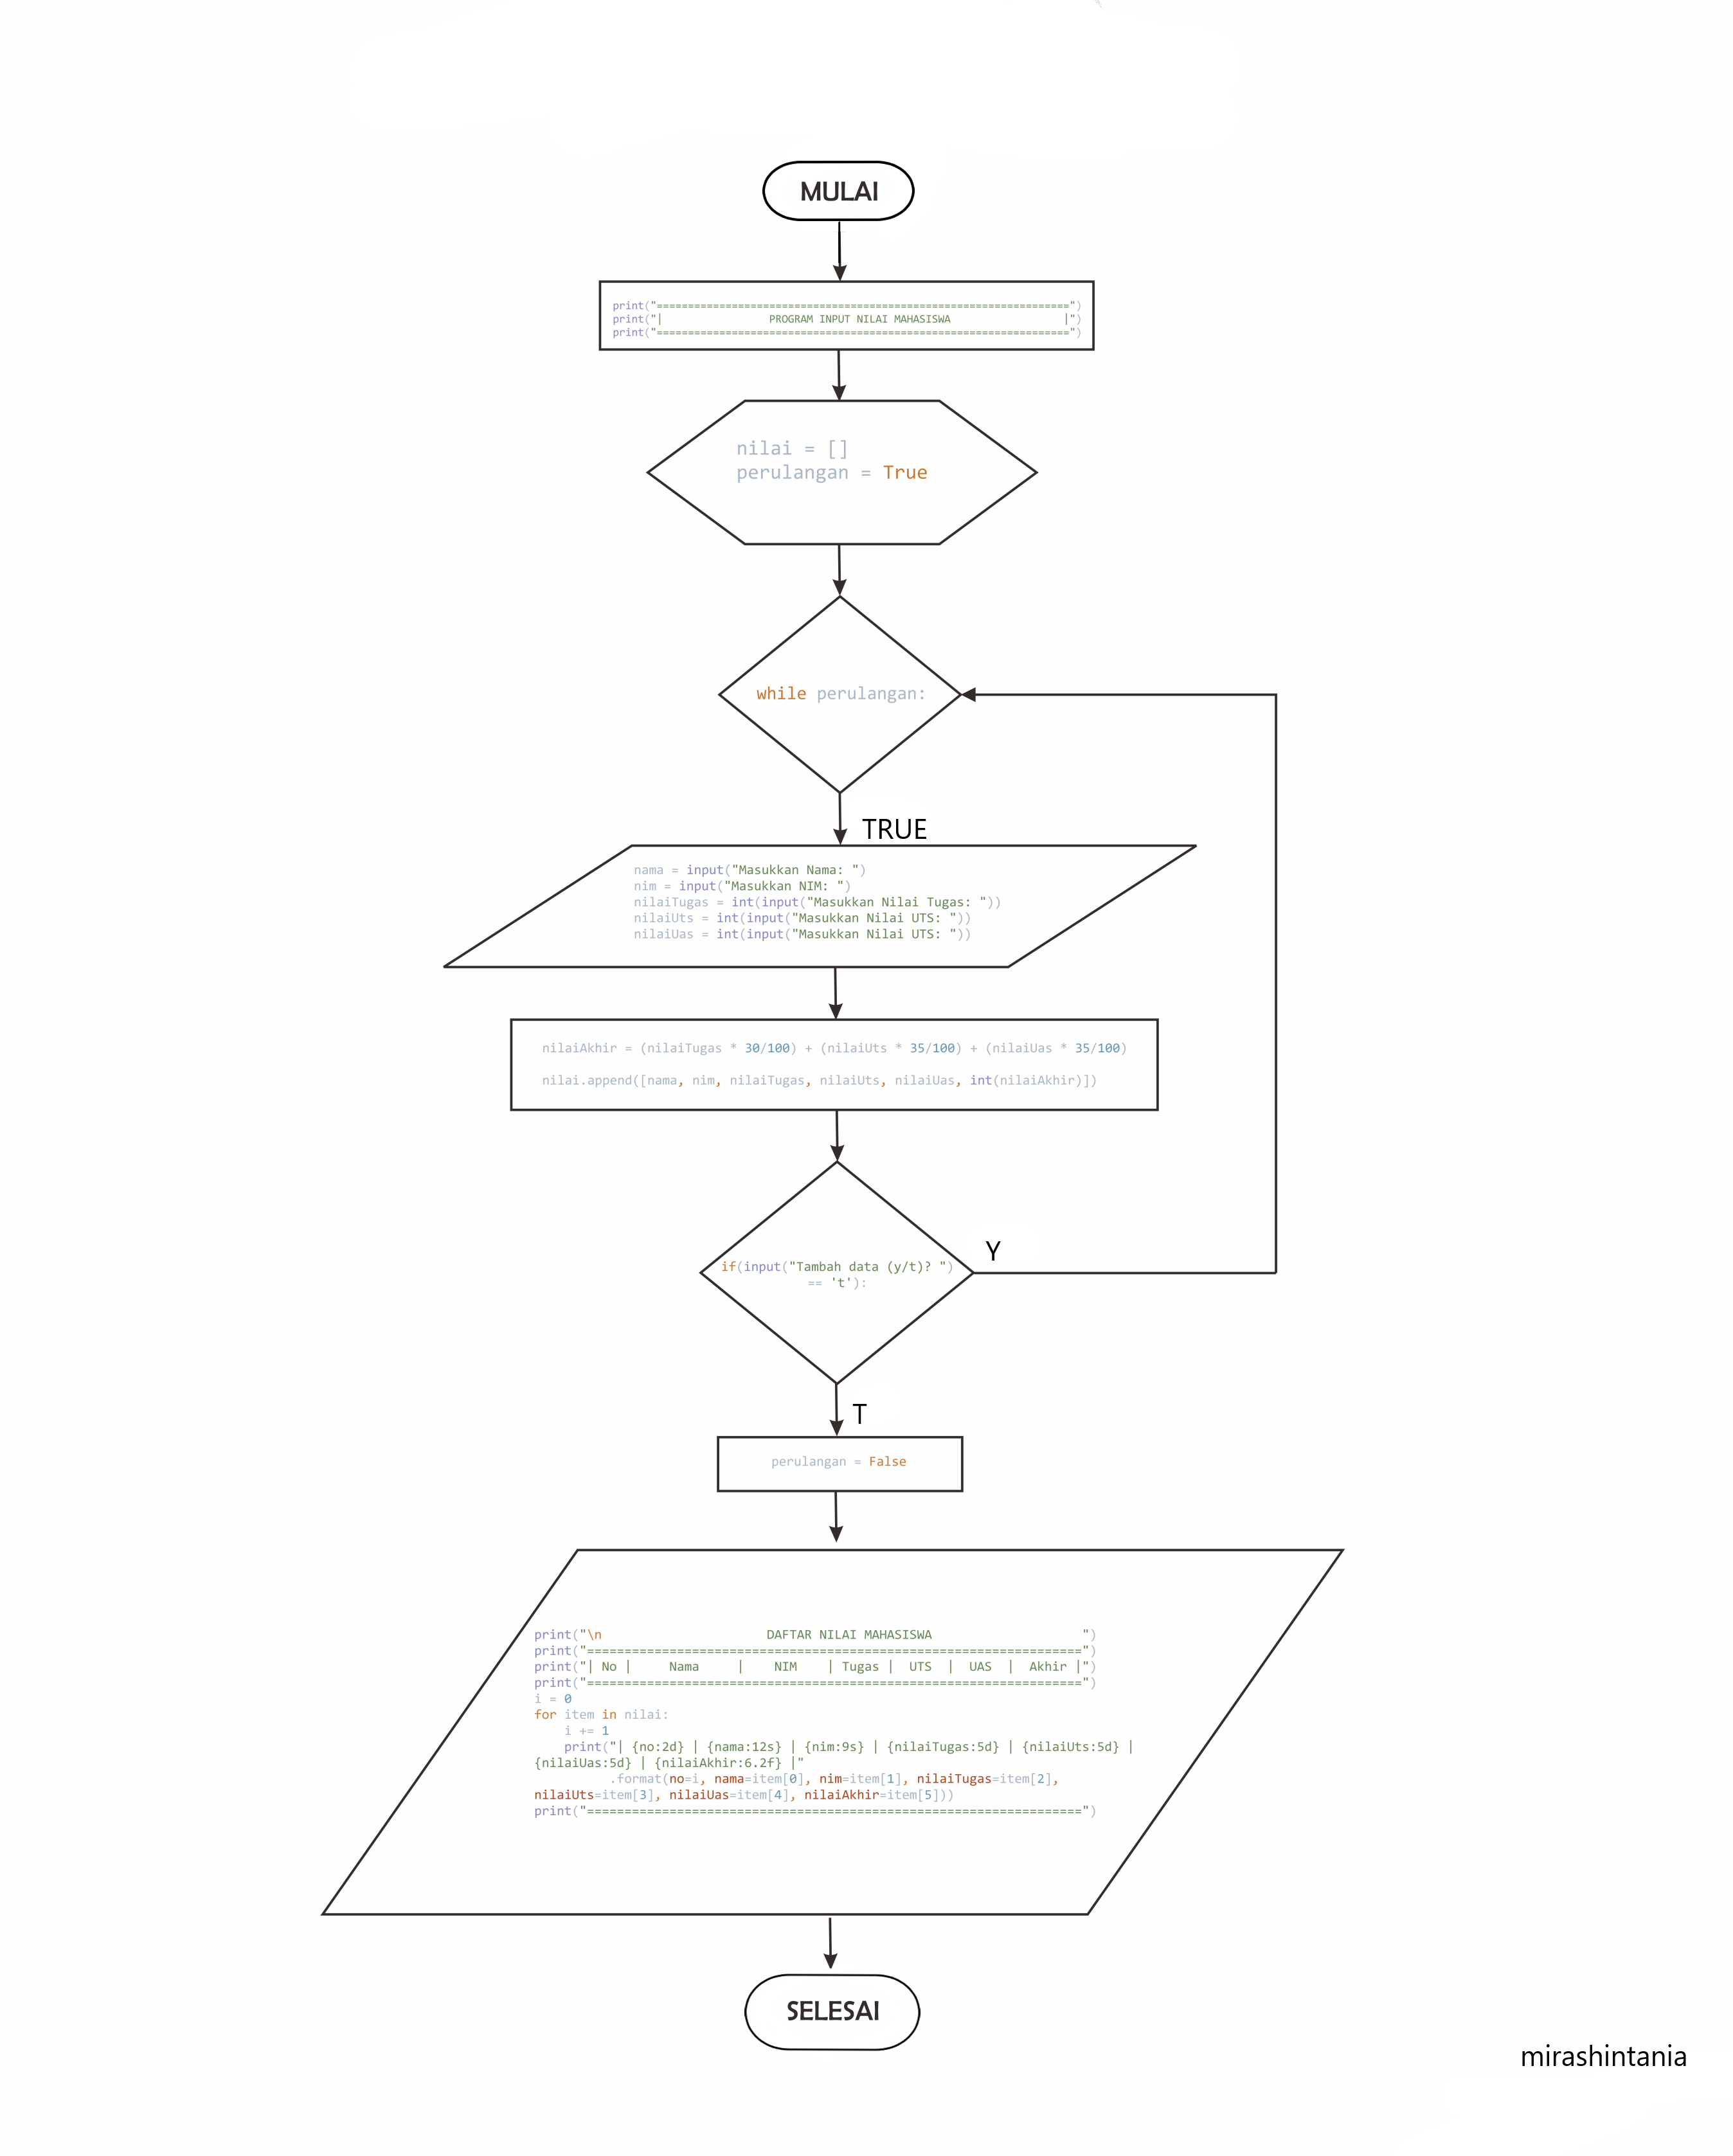 MULAI
print("==================================================================")
print("|                 PROGRAM INPUT NILAI MAHASISWA                  |")
print("==================================================================")
nilai = []
perulangan = True
while perulangan:
TRUE
nama = input("Masukkan Nama: ")
nim = input("Masukkan NIM: ")
nilaiTugas = int(input("Masukkan Nilai Tugas: "))
nilaiUts = int(input("Masukkan Nilai UTS: "))
nilaiUas = int(input("Masukkan Nilai UTS: "))
nilaiAkhir = (nilaiTugas * 30/100) + (nilaiUts * 35/100) + (nilaiUas * 35/100)
nilai.append([nama, nim, nilaiTugas, nilaiUts, nilaiUas, int(nilaiAkhir)])
Y
if(input("Tambah data (y/t)? ")
== 't'):
T
perulangan = False
print("\n                      DAFTAR NILAI MAHASISWA                    ")
print("==================================================================")
print("| No |     Nama     |    NIM    | Tugas |  UTS  |  UAS  |  Akhir |")
print("==================================================================")
i = 0
for item in nilai:
    i += 1
    print("| {no:2d} | {nama:12s} | {nim:9s} | {nilaiTugas:5d} | {nilaiUts:5d} |
{nilaiUas:5d} | {nilaiAkhir:6.2f} |"
          .format(no=i, nama=item[0], nim=item[1], nilaiTugas=item[2],
nilaiUts=item[3], nilaiUas=item[4], nilaiAkhir=item[5]))
print("==================================================================")
SELESAI
mirashintania